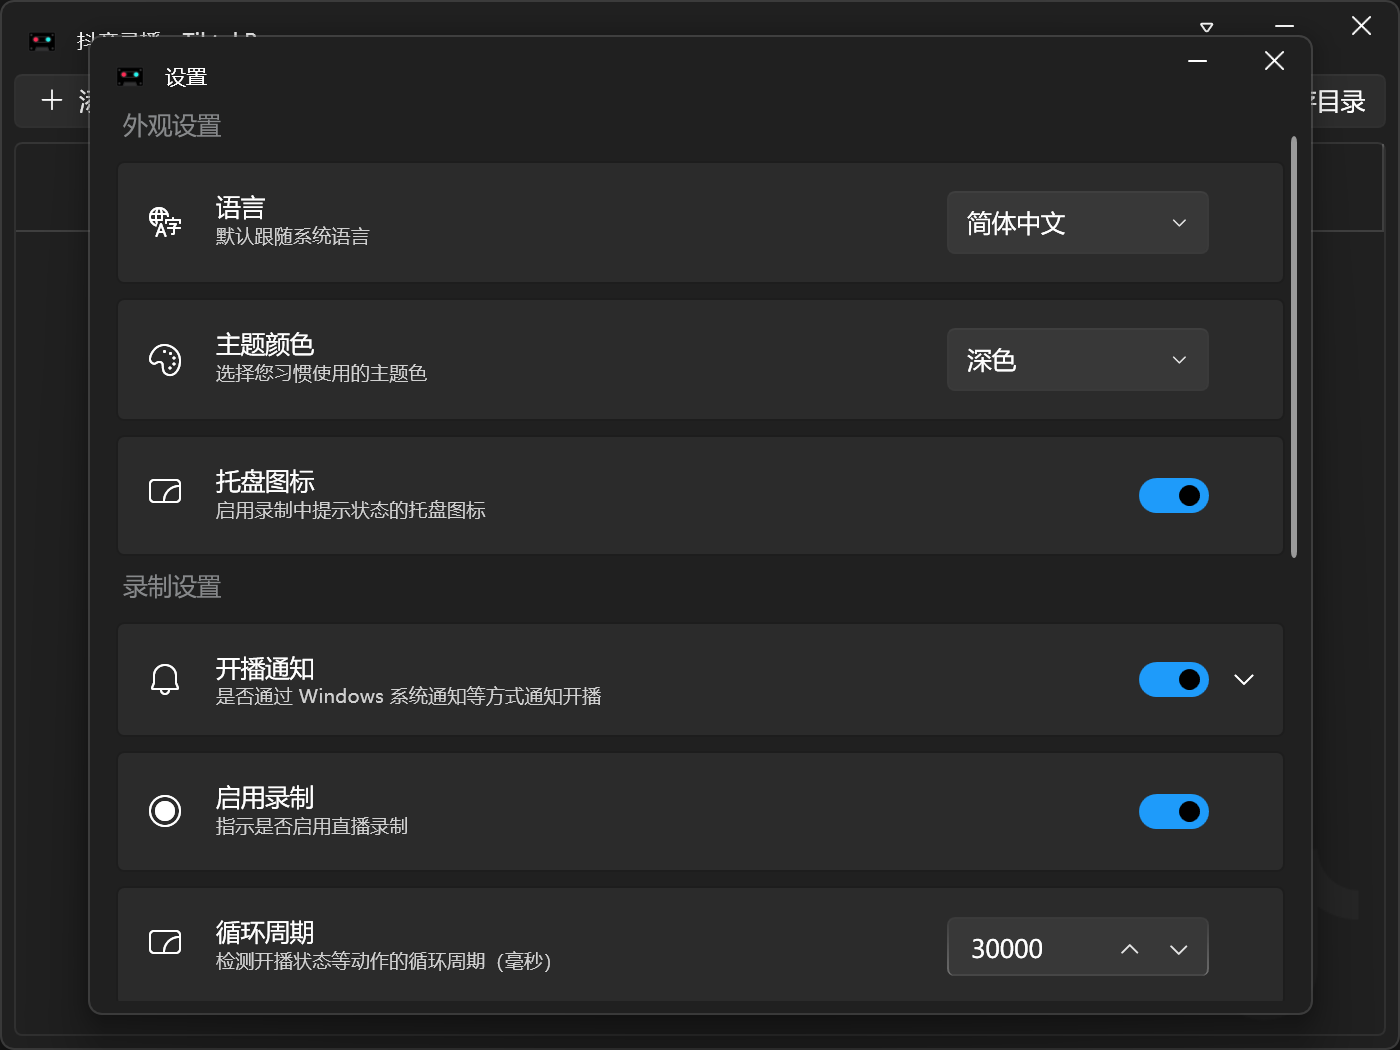 设置
目录
外观设置
语言
默认跟随系统语言
简体中文
主题颜色
选择您习惯使用的主题色
深色
托盘图标
启用录制中提示状态的托盘图标
录制设置
开播通知
是否通过 Windows 系统通知等方式通知开播
启用录制
指示是否启用直播录制
循环周期
检测开播状态等动作的循环周期（毫秒）
30000